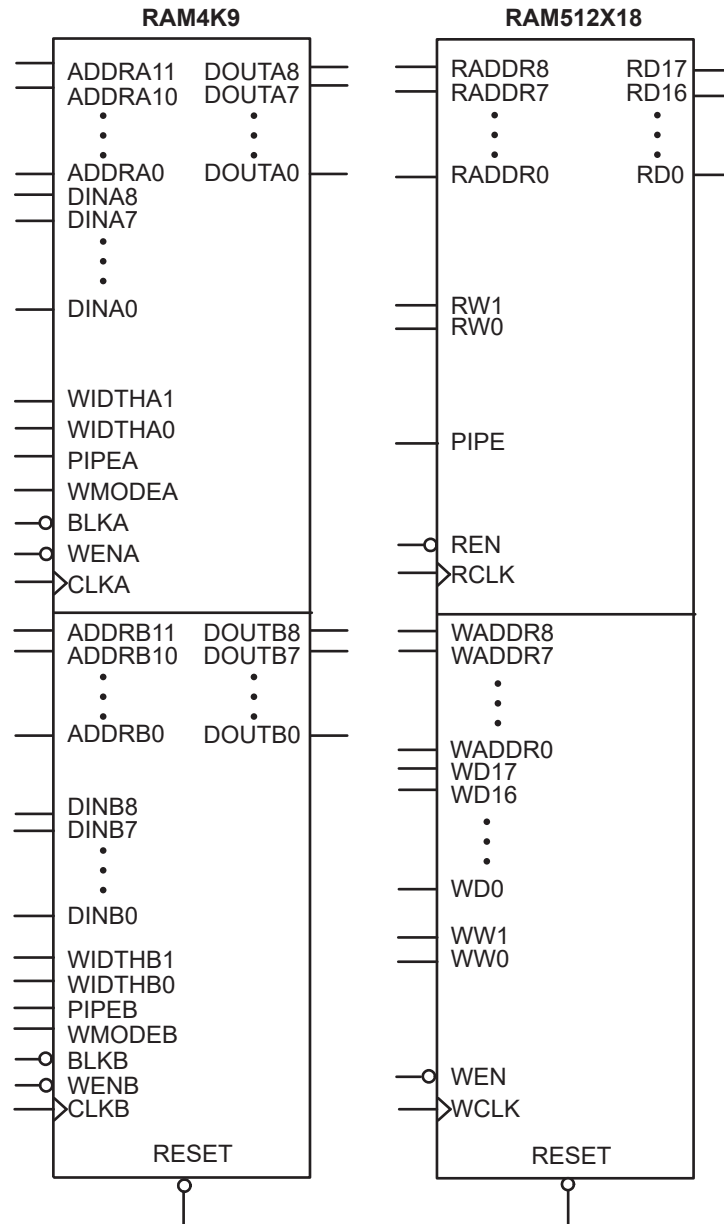 RAM4K9
ADDRA11 DOUTA8
ADDRA10 DOUTA7
ADDRA0 DOUTA0
DINA8
DINA7
DINA0
WIDTHA1
WIDTHA0
PIPEA
WMODEA
BLKA
WENA
CLKA
ADDRB11 DOUTB8
ADDRB10 DOUTB7
ADDRB0 DOUTB0
DINB8
DINB7
DINB0
WIDTHB1
WIDTHB0
PIPEB
WMODEB
BLKB
WENB
CLKB
RESET
RAM512X18
RADDR8 RD17
RADDR7 RD16
RADDR0 RD0
RW1
RW0
PIPE
REN
RCLK
WADDR8
WADDR7
WADDR0
WD17
WD16
WD0
WW1
WW0
WEN
WCLK
RESET